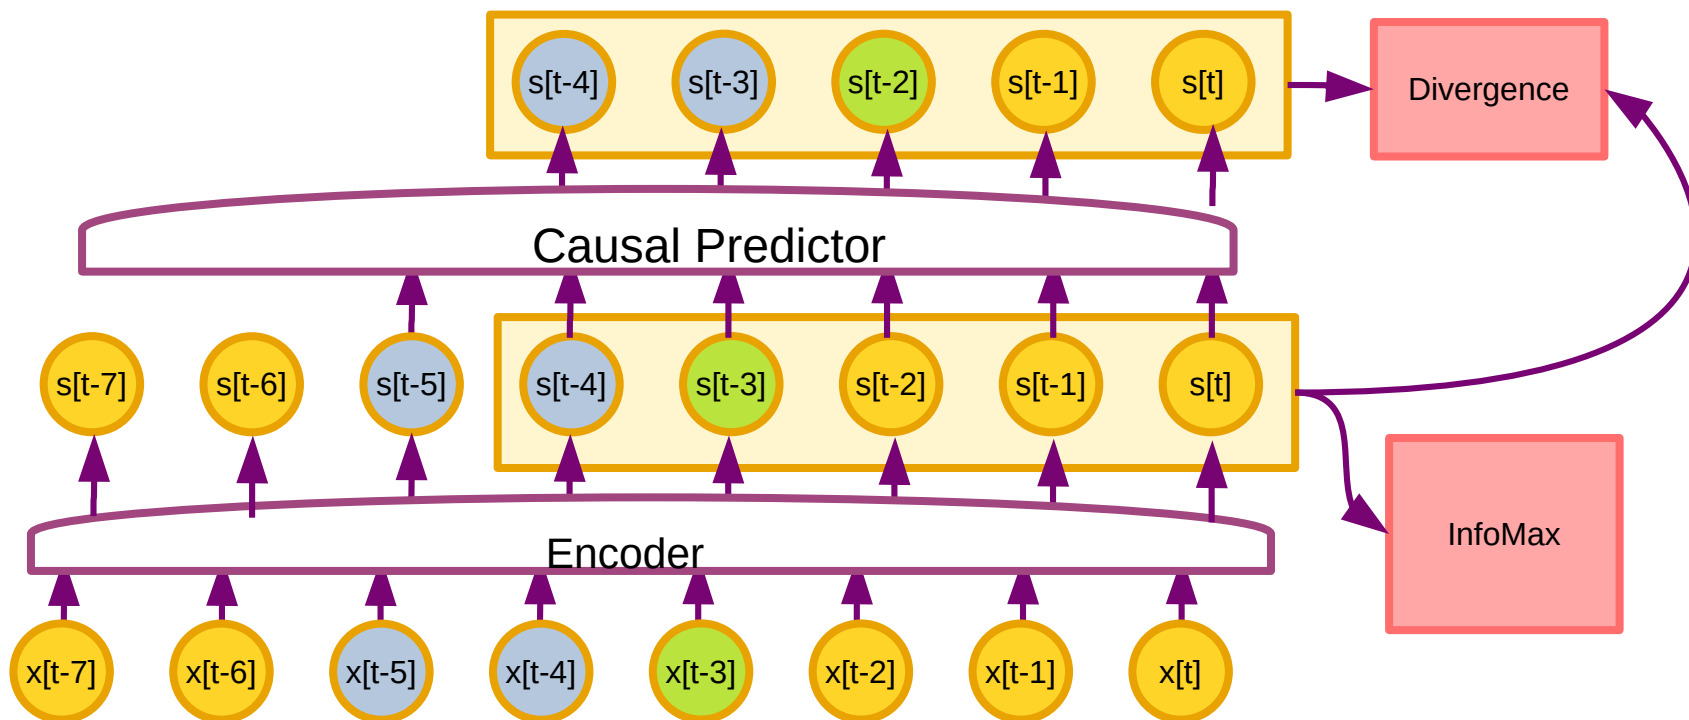 s[t-4] s[t-3] s[t-2] s[t-1] s[t]
Divergence
Causal Predictor
s[t-7] s[t-6] s[t-5] s[t-4] s[t-3] s[t-2] s[t-1] s[t]
InfoMax
Encoder
x[t-7] x[t-6] x[t-5] x[t-4] x[t-3] x[t-2] x[t-1] x[t]